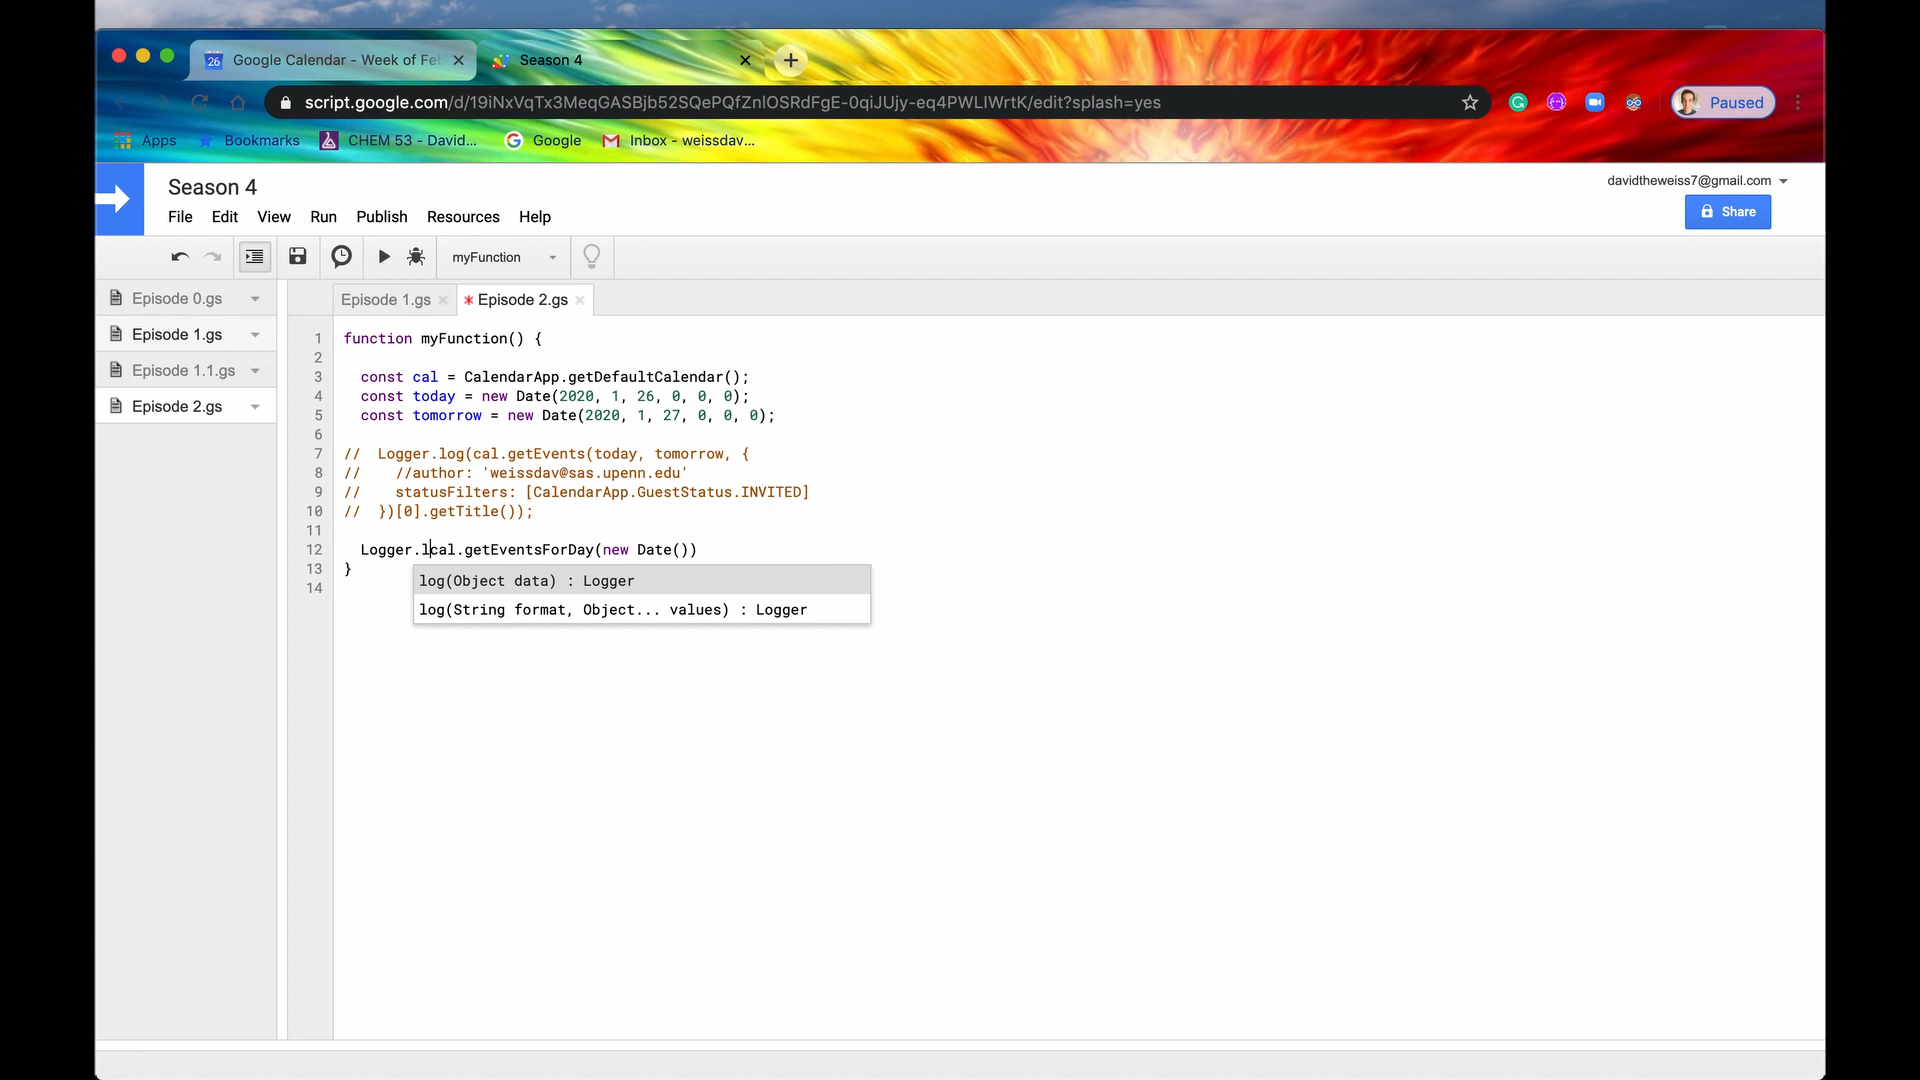 26 Google Calendar - Week of Feb
Season 4
script.google.com/d/19iNxVqTx3MeqGASBjb52SQePQfZnlOSRdFgE-0qiJUjy-eq4PWLIWrtK/edit?splash=yes
Paused
Apps
Bookmarks
CHEM 53 - David...
Google
Inbox - weissdav...
Season 4
davidtheweiss7@gmail.com
File Edit View Run Publish Resources Help
Share
myFunction
Episode 0.gs
Episode 1.gs
Episode 1.1.gs
Episode 2.gs
Episode 1.gs
* Episode 2.gs
1 function myFunction() {
2
3 const cal = CalendarApp.getDefaultCalendar();
4 const today = new Date(2020, 1, 26, 0, 0, 0);
5 const tomorrow = new Date(2020, 1, 27, 0, 0, 0);
6
7 // Logger.log(cal.getEvents(today, tomorrow, {
8 // //author: 'weissdav@sas.upenn.edu'
9 // statusFilters: [CalendarApp.GuestStatus.INVITED]
10 // })[0].getTitle());
11
12 Logger.lcal.getEventsForDay(new Date())
13 }
14
log(Object data) : Logger
log(String format, Object... values) : Logger